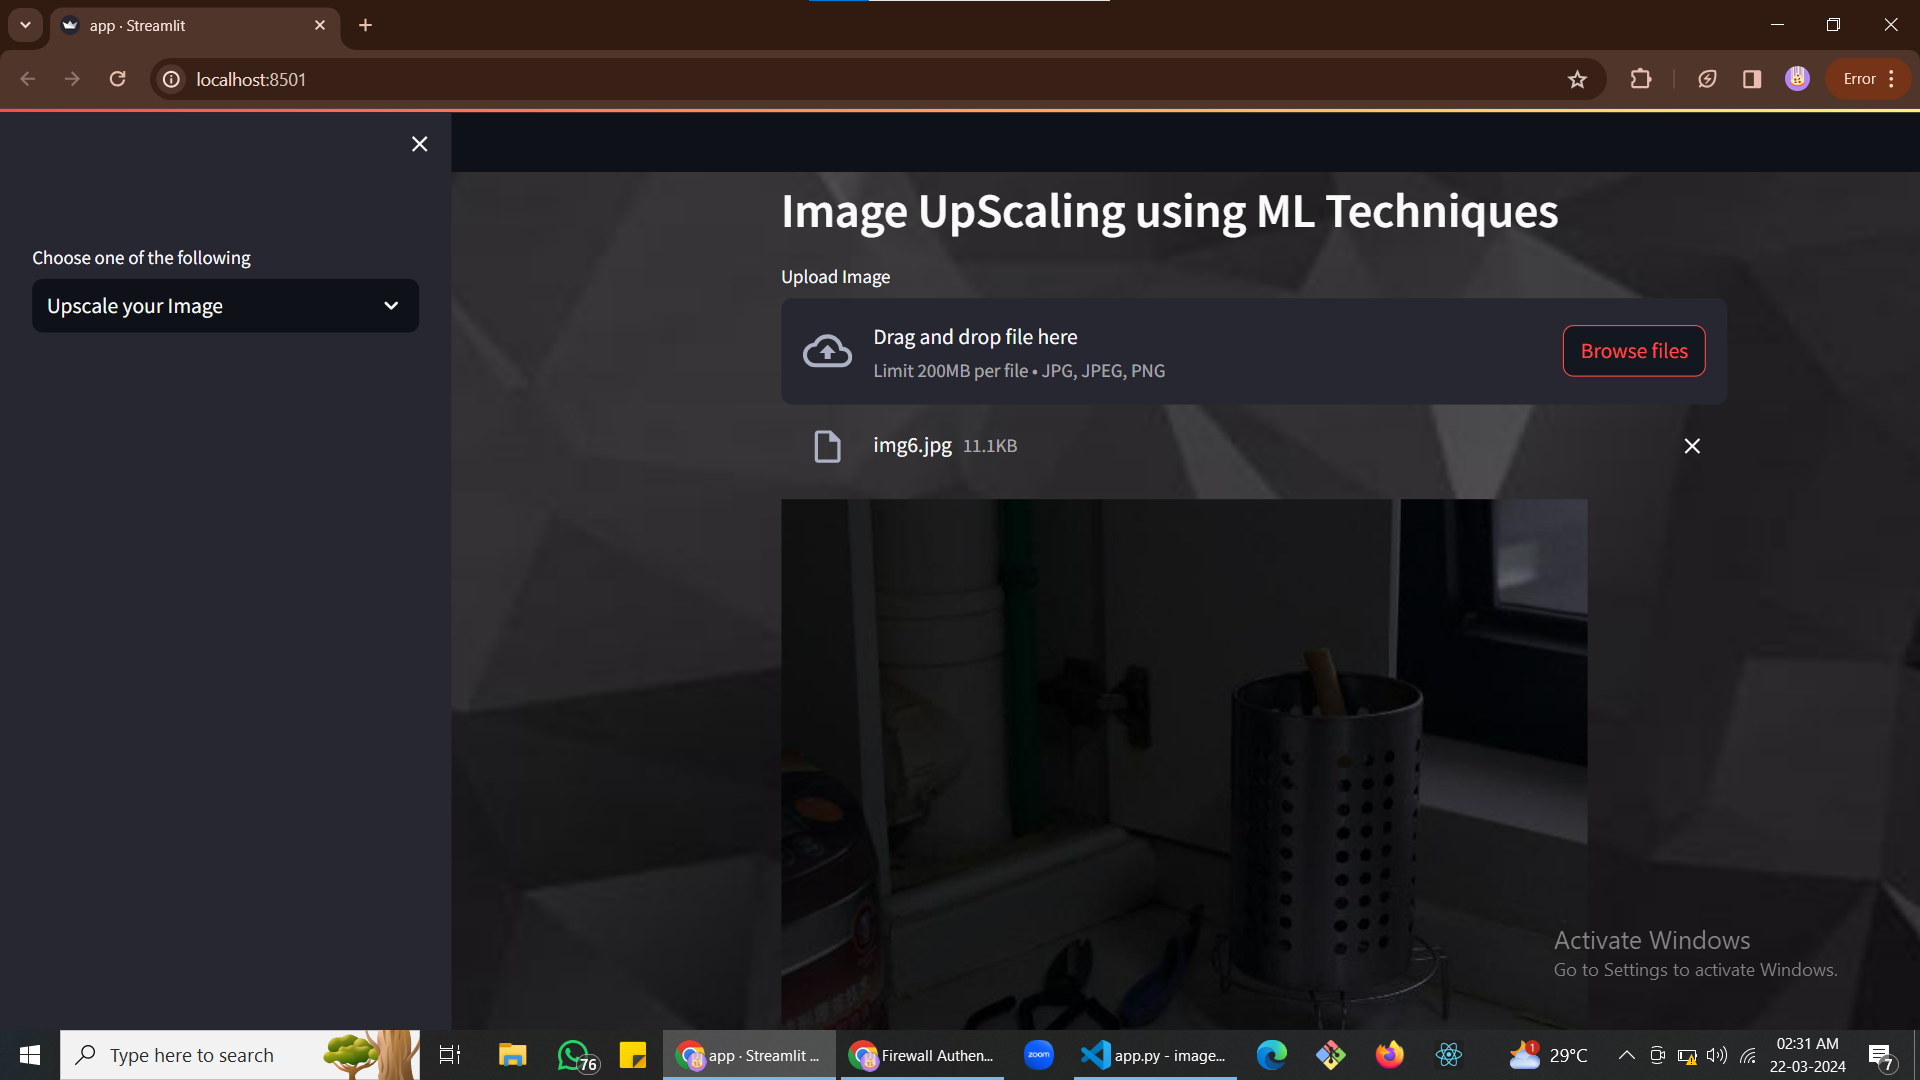 app · Streamlit
localhost:8501
Error
Choose one of the following
Upscale your Image
Image UpScaling using ML Techniques
Upload Image
Drag and drop file here
Limit 200MB per file • JPG, JPEG, PNG
Browse files
img6.jpg 11.1KB
Activate Windows
Go to Settings to activate Windows.
Type here to search
76
app · Streamlit ...
Firewall Authen...
zoom
app.py - image...
1
29°C
02:31 AM
22-03-2024
7